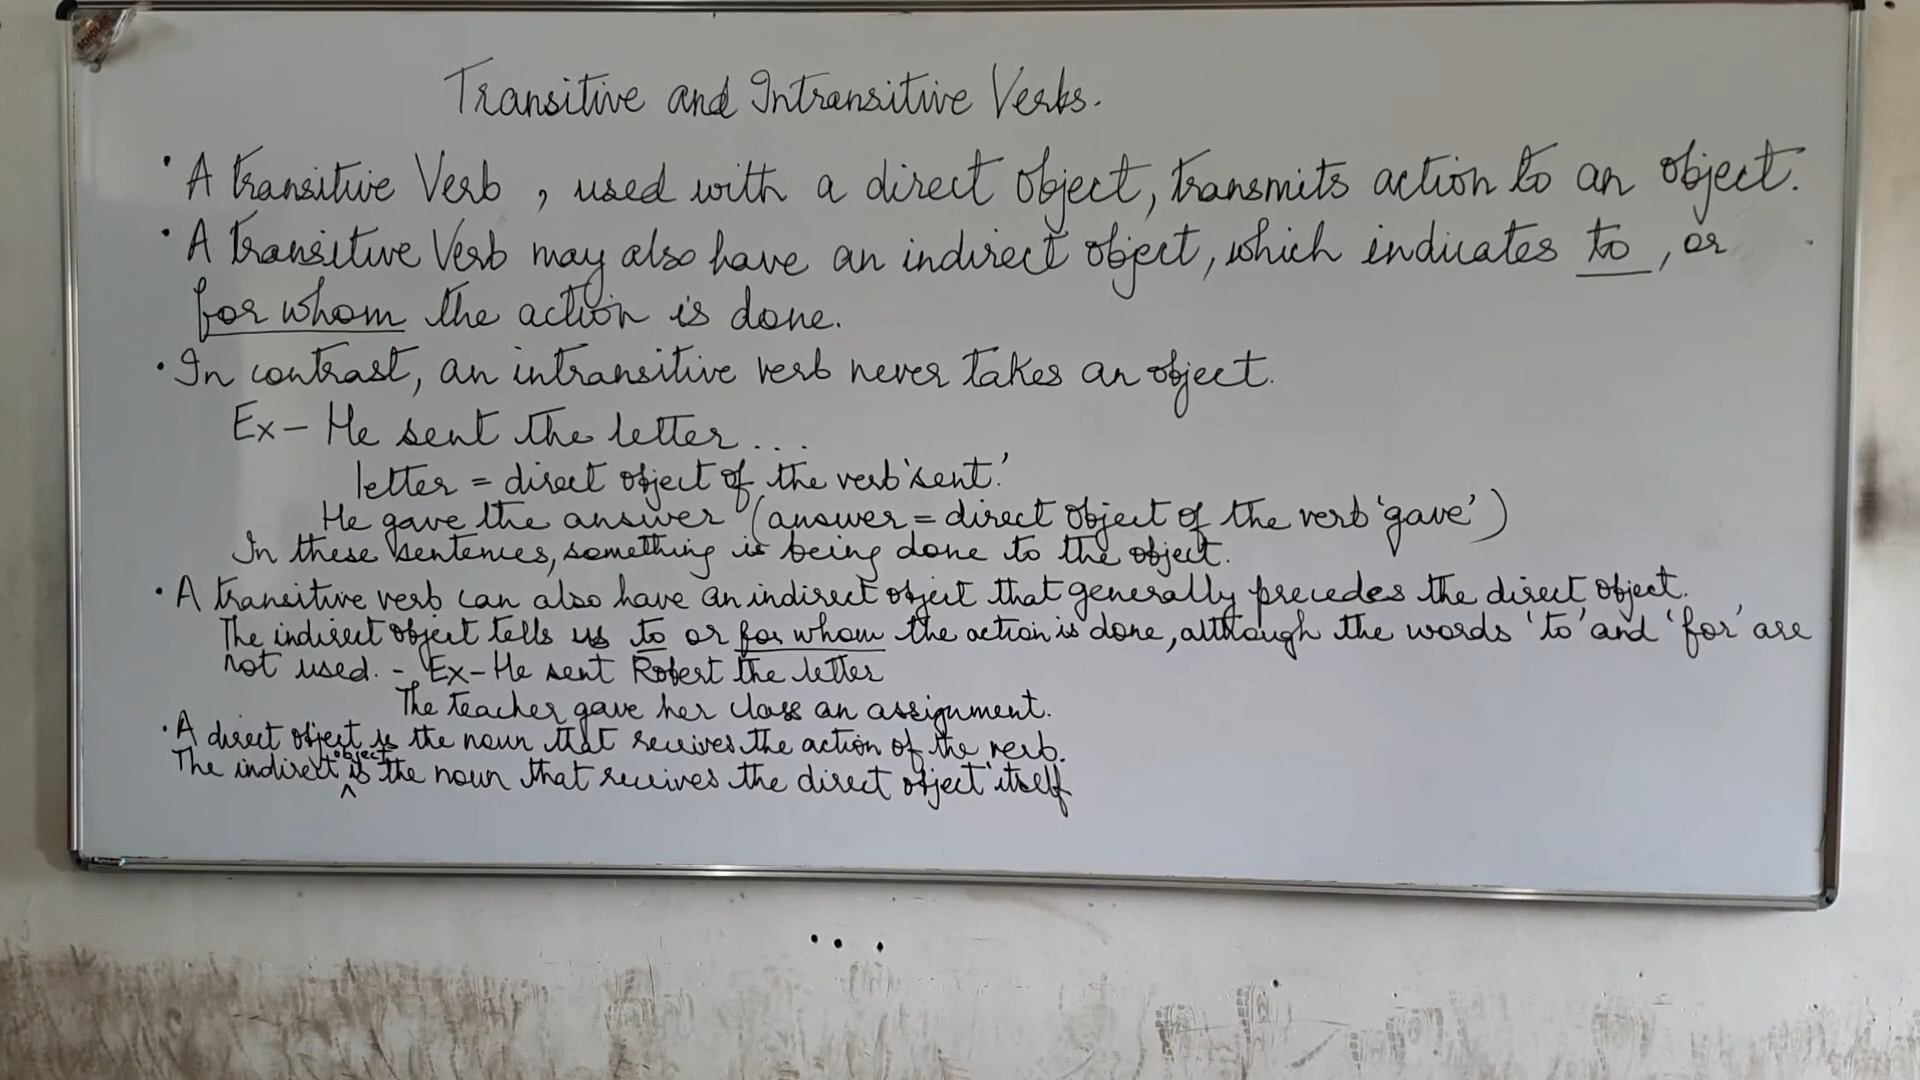 Transitive and Intransitive Verbs.
• A transitive Verb, used with a direct object, transmits action to an object.
• A transitive Verb may also have an indirect object, which indicates to, or
for whom the action is done.
• In contrast, an intransitive verb never takes an object.
Ex - He sent the letter...
letter = direct object of the verb 'sent.'
He gave the answer (answer = direct object of the verb 'gave')
In these sentences, something is being done to the object.
• A transitive verb can also have an indirect object that generally precedes the direct object.
The indirect object tells us to or for whom the action is done, although the words 'to' and 'for' are
not used. - Ex - He sent Robert the letter
The teacher gave her class an assignment.
• A direct object is the noun that receives the action of the verb.
The indirect object is the noun that receives the direct object itself